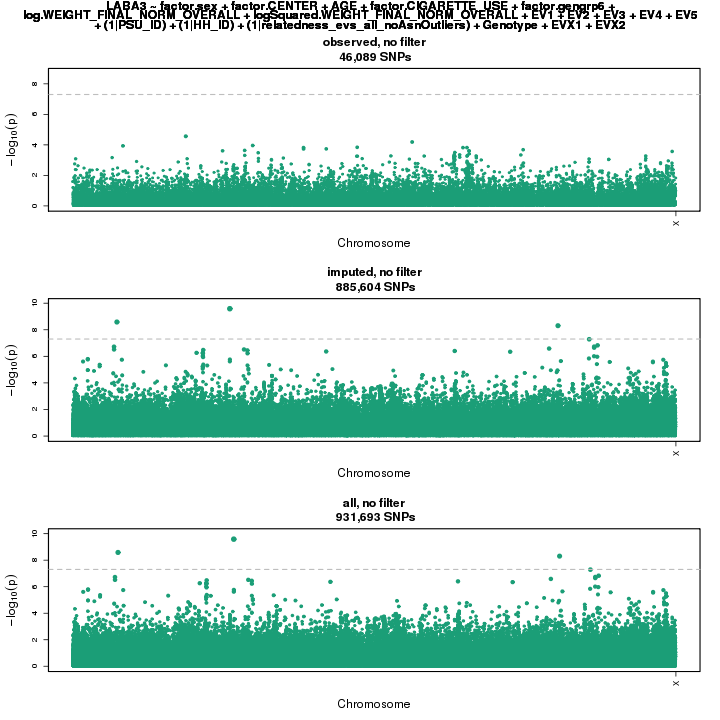 LABA3 ~ factor.sex + factor.CENTER + AGE + factor.CIGARETTE_USE + factor.gengrp6 +
log.WEIGHT_FINAL_NORM_OVERALL + logSquared.WEIGHT_FINAL_NORM_OVERALL + EV1 + EV2 + EV3 + EV4 + EV5
+ (1|PSU_ID) + (1|HH_ID) + (1|relatedness_evs_all_noAsnOutliers) + Genotype + EVX1 + EVX2
observed, no filter
46,089 SNPs
8
6
4
2
0
−log10(p)
X
Chromosome
imputed, no filter
885,604 SNPs
10
8
6
4
2
0
−log10(p)
X
Chromosome
all, no filter
931,693 SNPs
10
8
6
4
2
0
−log10(p)
X
Chromosome